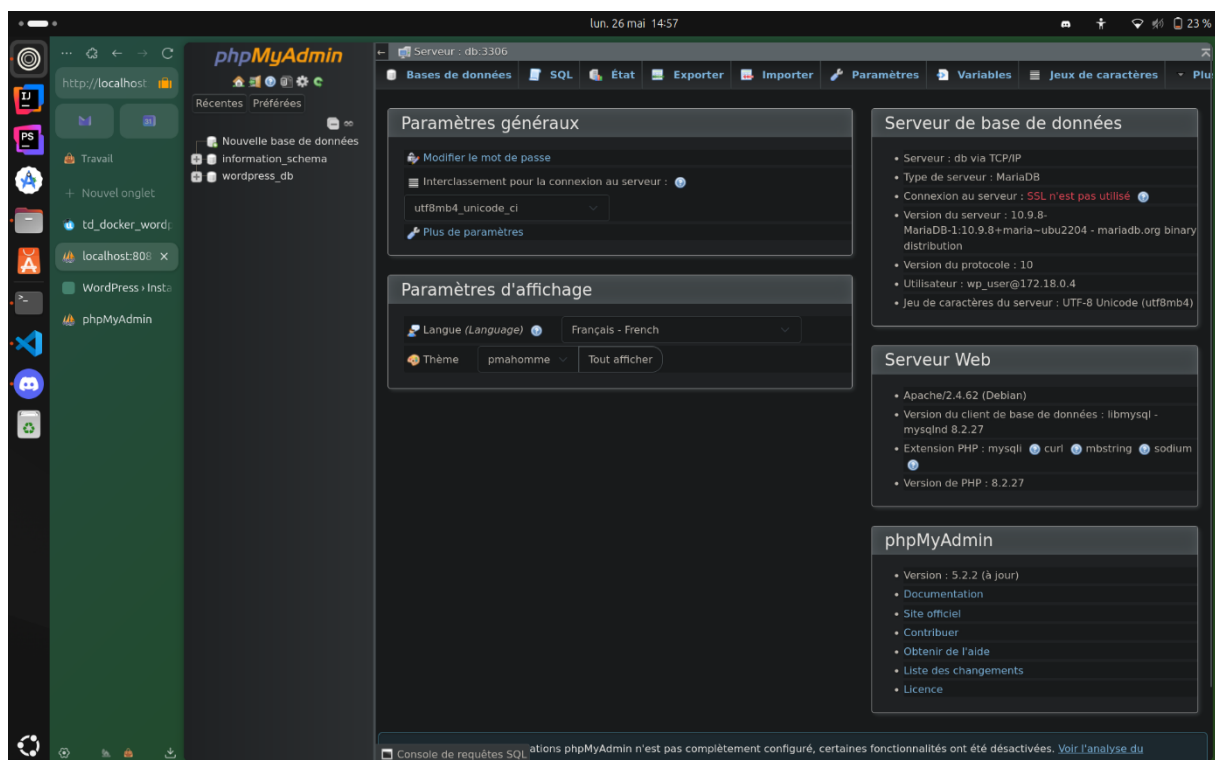 lun. 26 mai 14:57
23 %
http://localhost
Travail
+ Nouvel onglet
td_docker_wordp
localhost:808
WordPress › Insta
phpMyAdmin
phpMyAdmin
Récentes Préférées
Nouvelle base de données
information_schema
wordpress_db
Serveur : db:3306
Bases de données SQL État Exporter Importer Paramètres Variables Jeux de caractères Plu
Paramètres généraux
Modifier le mot de passe
Interclassement pour la connexion au serveur :
utf8mb4_unicode_ci
Plus de paramètres
Paramètres d'affichage
Langue (Language) Français - French
Thème pmahomme Tout afficher
Serveur de base de données
• Serveur : db via TCP/IP
• Type de serveur : MariaDB
• Connexion au serveur : SSL n'est pas utilisé
• Version du serveur : 10.9.8-
MariaDB-1:10.9.8+maria~ubu2204 - mariadb.org binary
distribution
• Version du protocole : 10
• Utilisateur : wp_user@172.18.0.4
• Jeu de caractères du serveur : UTF-8 Unicode (utf8mb4)
Serveur Web
• Apache/2.4.62 (Debian)
• Version du client de base de données : libmysql -
mysqlnd 8.2.27
• Extension PHP : mysqli curl mbstring sodium
• Version de PHP : 8.2.27
phpMyAdmin
• Version : 5.2.2 (à jour)
• Documentation
• Site officiel
• Contribuer
• Obtenir de l'aide
• Liste des changements
• Licence
Console de requêtes SQL
ations phpMyAdmin n'est pas complètement configuré, certaines fonctionnalités ont été désactivées. Voir l'analyse du